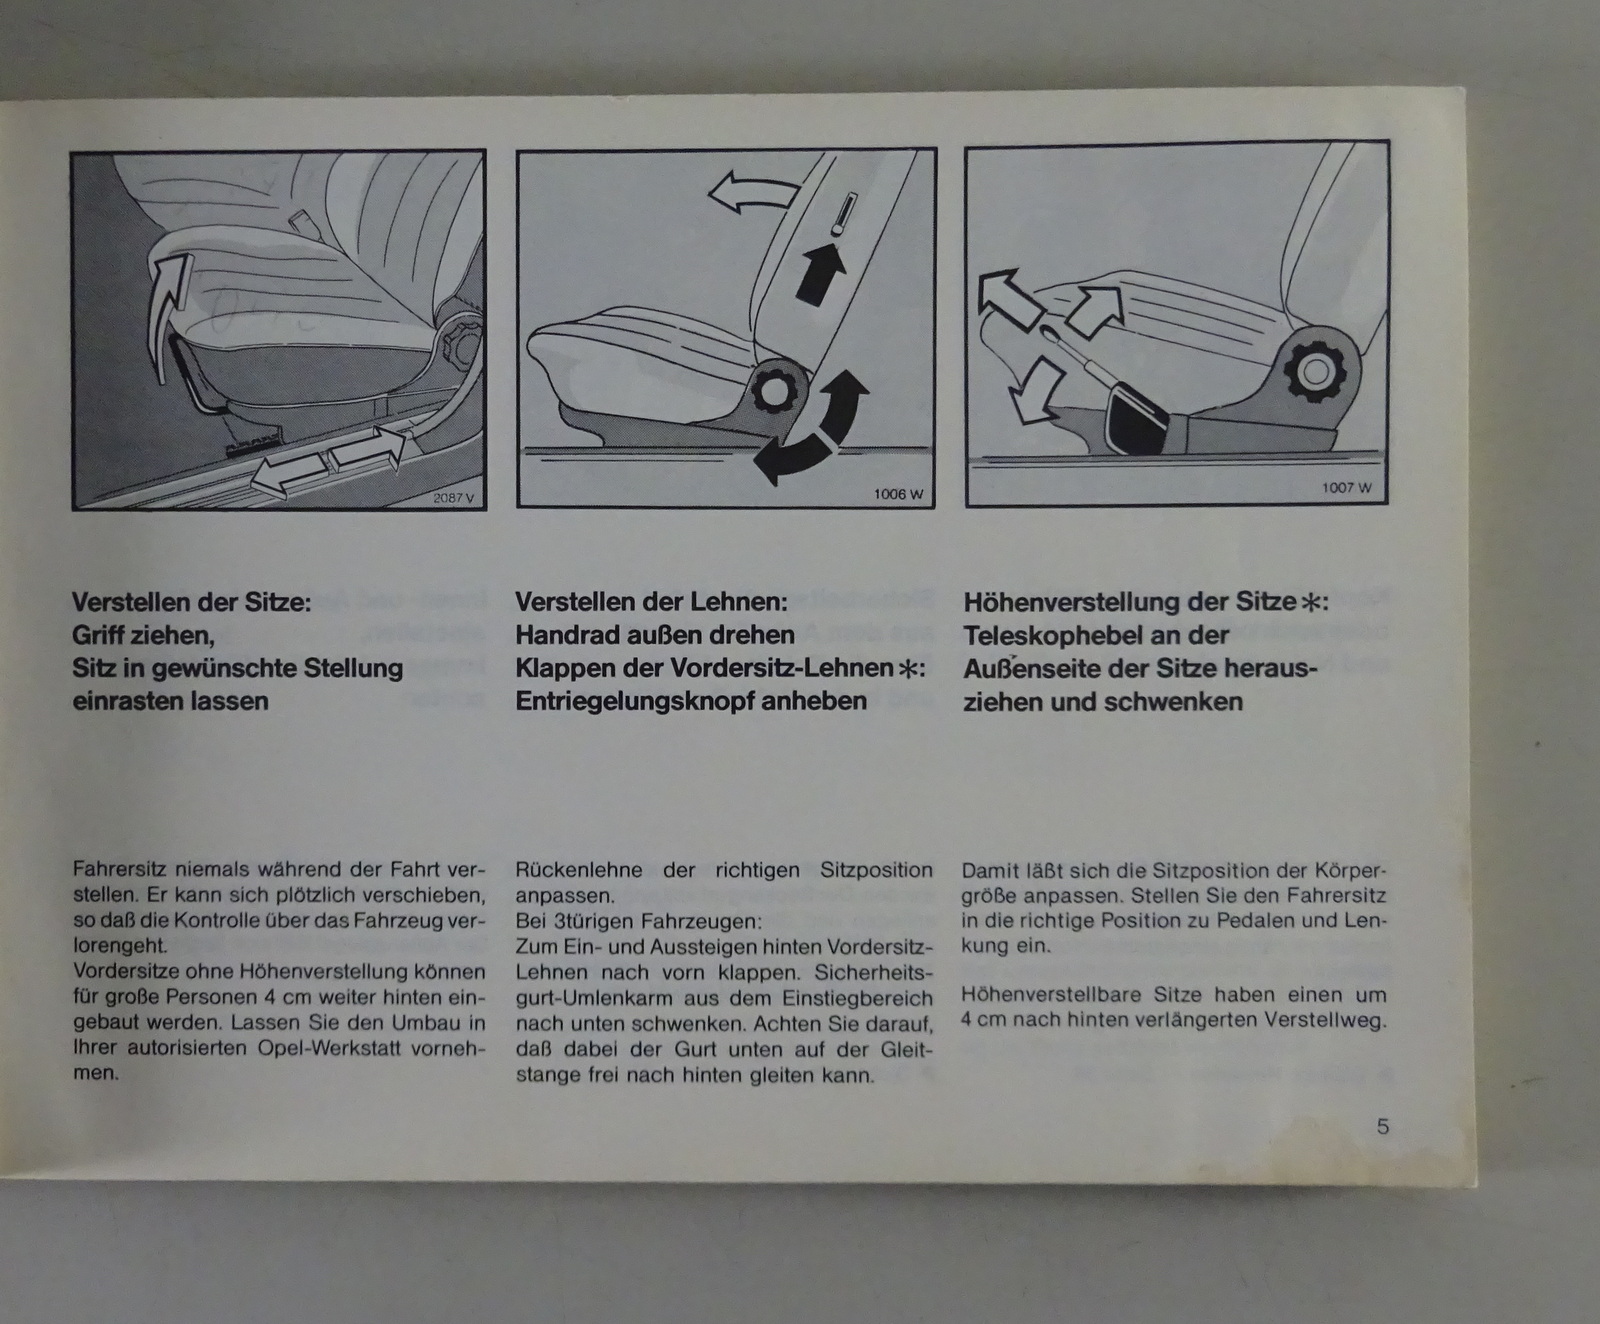 2087 V
1006 W
1007 W
Verstellen der Sitze:
Griff ziehen,
Sitz in gewünschte Stellung
einrasten lassen
Fahrersitz niemals während der Fahrt ver-
stellen. Er kann sich plötzlich verschieben,
so daß die Kontrolle über das Fahrzeug ver-
lorengeht.
Vordersitze ohne Höhenverstellung können
für große Personen 4 cm weiter hinten ein-
gebaut werden. Lassen Sie den Umbau in
Ihrer autorisierten Opel-Werkstatt vorneh-
men.
Verstellen der Lehnen:
Handrad außen drehen
Klappen der Vordersitz-Lehnen✳:
Entriegelungsknopf anheben
Rückenlehne der richtigen Sitzposition
anpassen.
Bei 3türigen Fahrzeugen:
Zum Ein- und Aussteigen hinten Vordersitz-
Lehnen nach vorn klappen. Sicherheits-
gurt-Umlenkarm aus dem Einstiegbereich
nach unten schwenken. Achten Sie darauf,
daß dabei der Gurt unten auf der Gleit-
stange frei nach hinten gleiten kann.
Höhenverstellung der Sitze✳:
Teleskophebel an der
Außenseite der Sitze heraus-
ziehen und schwenken
Damit läßt sich die Sitzposition der Körper-
größe anpassen. Stellen Sie den Fahrersitz
in die richtige Position zu Pedalen und Len-
kung ein.
Höhenverstellbare Sitze haben einen um
4 cm nach hinten verlängerten Verstellweg.
5